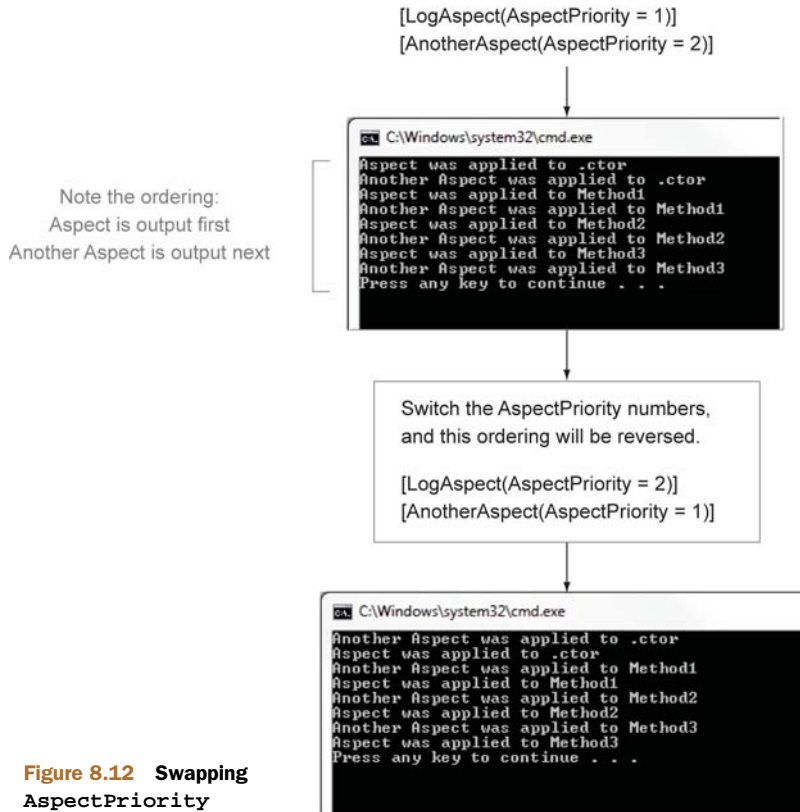 [LogAspect(AspectPriority = 1)]
[AnotherAspect(AspectPriority = 2)]
C:\Windows\system32\cmd.exe
Aspect was applied to .ctor
Another Aspect was applied to .ctor
Aspect was applied to Method1
Another Aspect was applied to Method1
Aspect was applied to Method2
Another Aspect was applied to Method2
Aspect was applied to Method3
Another Aspect was applied to Method3
Press any key to continue . . .
Note the ordering:
Aspect is output first
Another Aspect is output next
Switch the AspectPriority numbers,
and this ordering will be reversed.
[LogAspect(AspectPriority = 2)]
[AnotherAspect(AspectPriority = 1)]
C:\Windows\system32\cmd.exe
Another Aspect was applied to .ctor
Aspect was applied to .ctor
Another Aspect was applied to Method1
Aspect was applied to Method1
Another Aspect was applied to Method2
Aspect was applied to Method2
Another Aspect was applied to Method3
Aspect was applied to Method3
Press any key to continue . . .
Figure 8.12 Swapping
AspectPriority